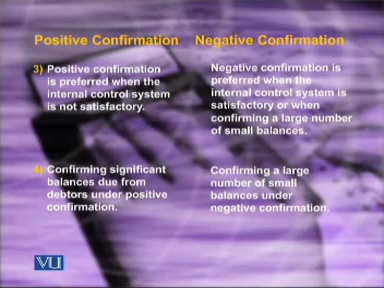 Positive Confirmation Negative Confirmation
3) Positive confirmation
is preferred when the
internal control system
is not satisfactory.
Negative confirmation is
preferred when the
internal control system is
satisfactory or when
confirming a large number
of small balances.
4) Confirming significant
balances due from
debtors under positive
confirmation.
Confirming a large
number of small
balances under
negative confirmation.
VU